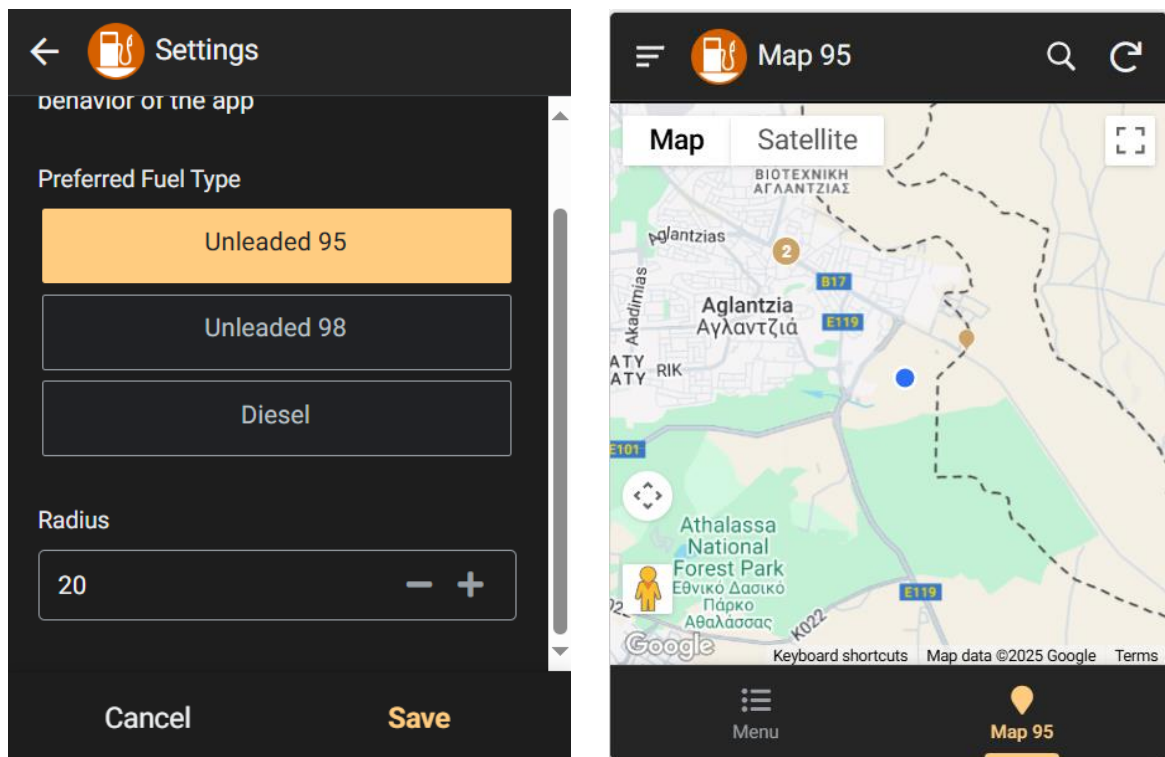 Settings
behavior of the app
Preferred Fuel Type
Unleaded 95
Unleaded 98
Diesel
Radius
20
Cancel
Save
Map 95
Map
Satellite
ΒΙΟΤΕΧΝΙΚΗ
ΑΓΛΑΝΤΖΙΑΣ
Aglantzias
2
B17
Akadimias
Aglantzia
Αγλαντζιά
E119
ATY
ATY
RIK
E101
Athalassa
National
Forest Park
Εθνικό Δασικό
Πάρκο
Αθαλάσσας
K022
E119
Google
Keyboard shortcuts
Map data ©2025 Google
Terms
Menu
Map 95